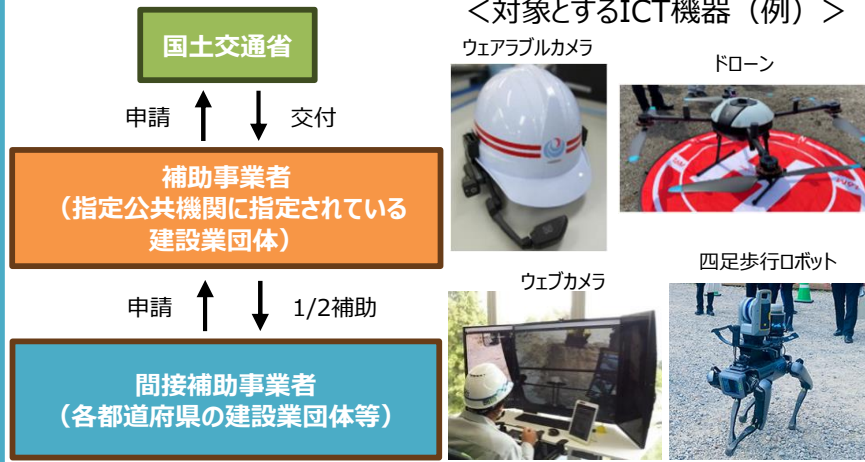 国土交通省
申請
交付
補助事業者
（指定公共機関に指定されている
建設業団体）
申請
1/2補助
間接補助事業者
（各都道府県の建設業団体等）
＜対象とするICT機器（例）＞
ウェアラブルカメラ
ドローン
ウェブカメラ
四足歩行ロボット